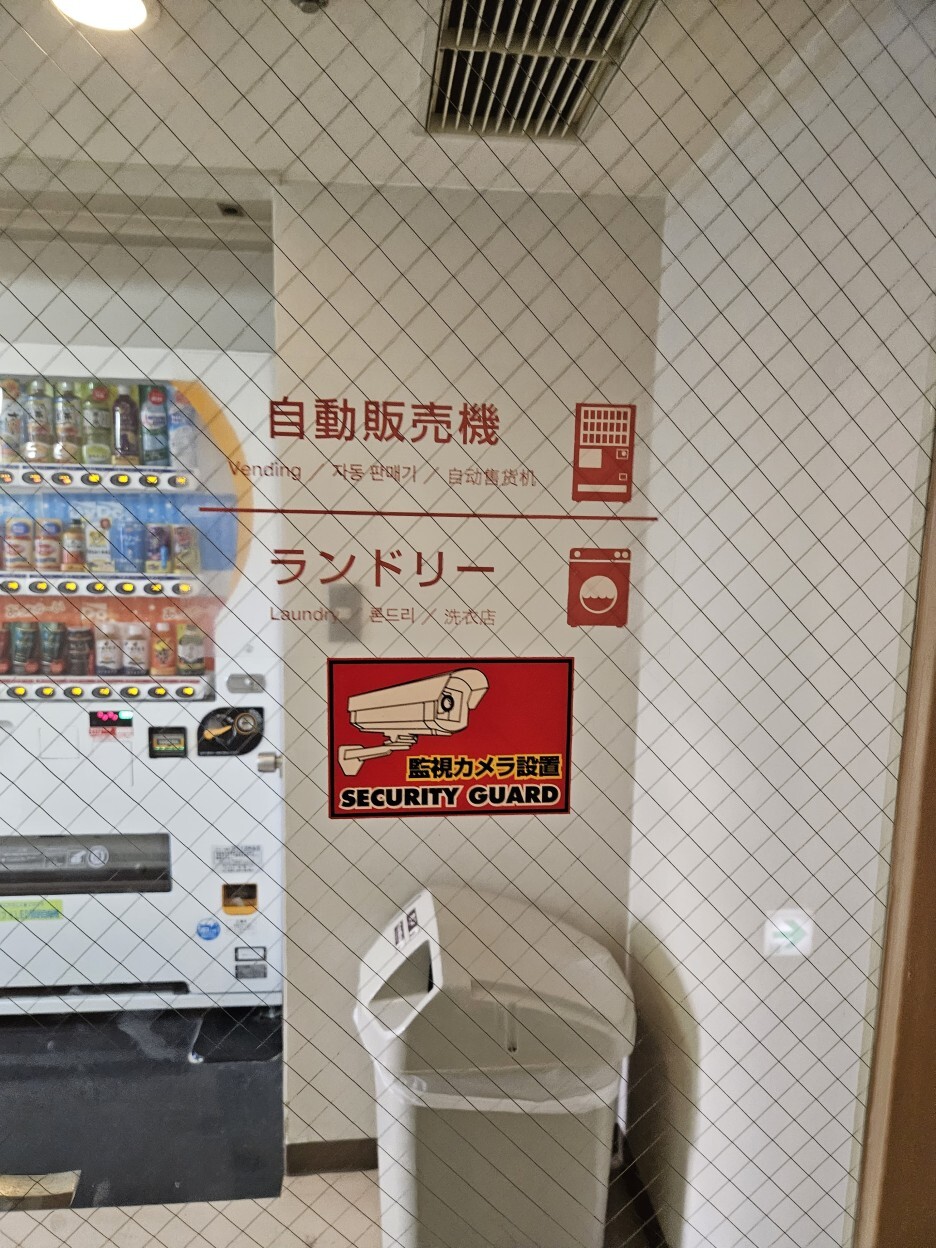 自動販売機
Vending ／ 자동 판매기 ／ 自动售货机
ランドリー
Laundry ／ 론드리 ／ 洗衣店
監視カメラ設置
SECURITY GUARD